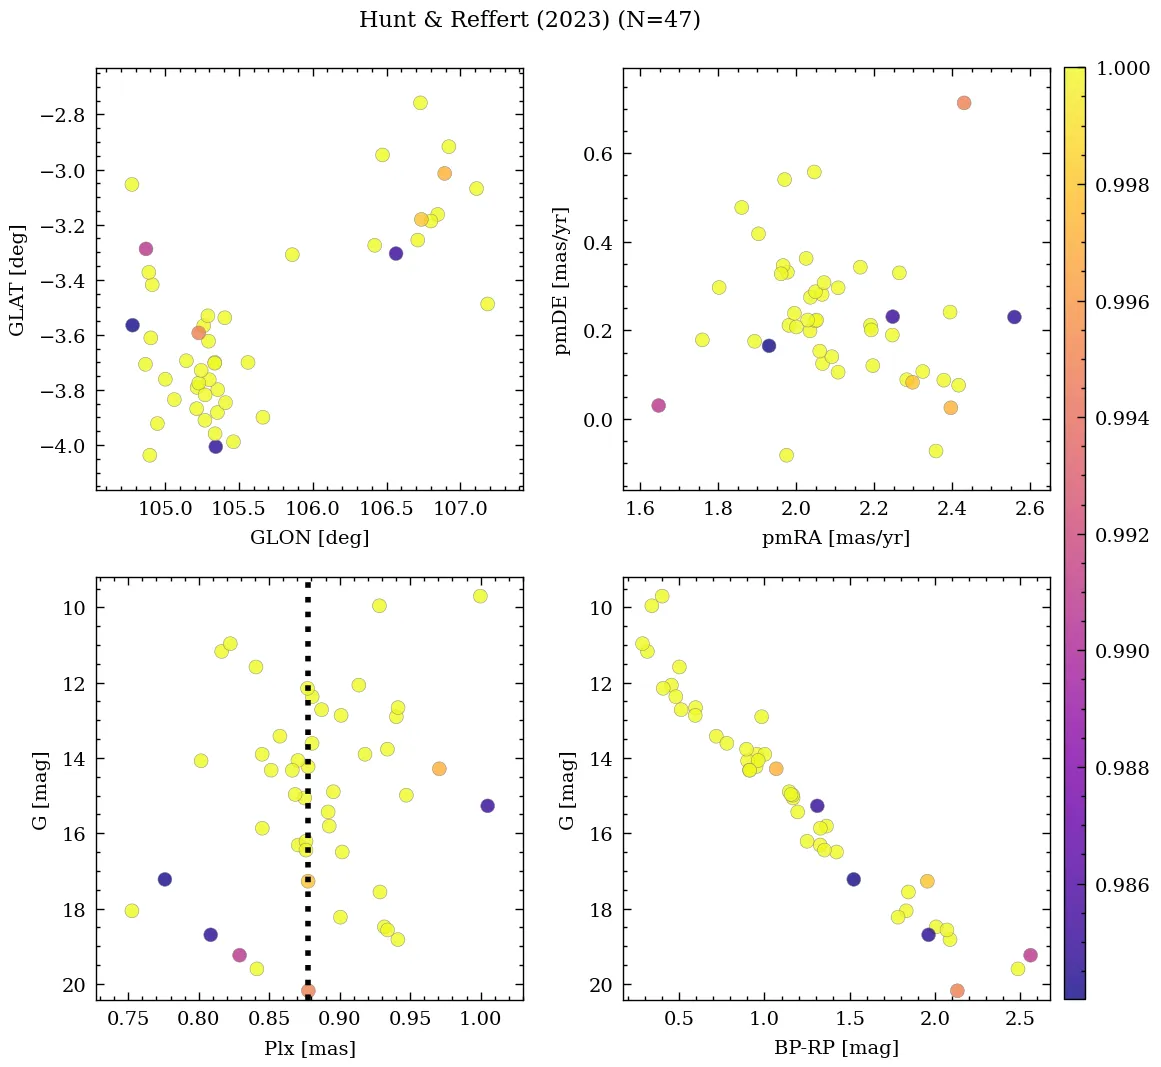 Hunt & Reffert (2023) (N=47)
−2.8
−3.0
−3.2
−3.4
−3.6
−3.8
−4.0
GLAT [deg]
105.0 105.5 106.0 106.5 107.0
GLON [deg]
0.6
0.4
0.2
0.0
pmDE [mas/yr]
1.6 1.8 2.0 2.2 2.4 2.6
pmRA [mas/yr]
1.000
0.998
0.996
0.994
0.992
0.990
0.988
0.986
10
12
14
16
18
20
G [mag]
0.75 0.80 0.85 0.90 0.95 1.00
Plx [mas]
10
12
14
16
18
20
G [mag]
0.5 1.0 1.5 2.0 2.5
BP-RP [mag]